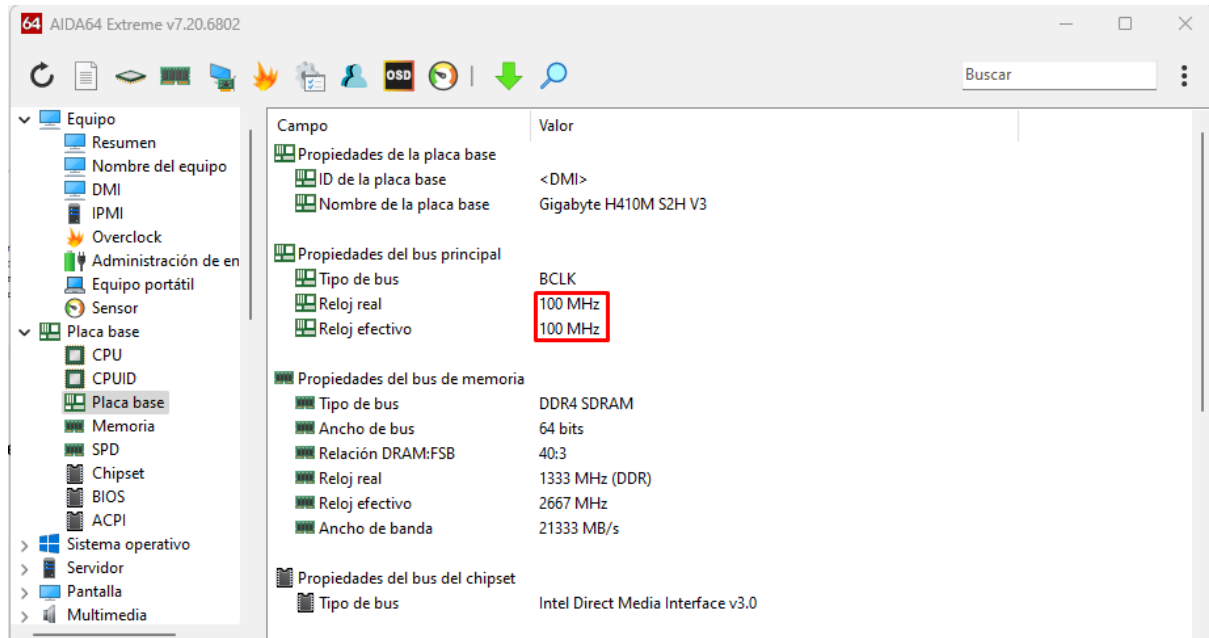 64 AIDA64 Extreme v7.20.6802
OSD
Buscar
Equipo
Resumen
Nombre del equipo
DMI
IPMI
Overclock
Administración de en
Equipo portátil
Sensor
Placa base
CPU
CPUID
Placa base
Memoria
SPD
Chipset
BIOS
ACPI
Sistema operativo
Servidor
Pantalla
Multimedia
Campo Valor
Propiedades de la placa base
ID de la placa base <DMI>
Nombre de la placa base Gigabyte H410M S2H V3
Propiedades del bus principal
Tipo de bus BCLK
Reloj real 100 MHz
Reloj efectivo 100 MHz
Propiedades del bus de memoria
Tipo de bus DDR4 SDRAM
Ancho de bus 64 bits
Relación DRAM:FSB 40:3
Reloj real 1333 MHz (DDR)
Reloj efectivo 2667 MHz
Ancho de banda 21333 MB/s
Propiedades del bus del chipset
Tipo de bus Intel Direct Media Interface v3.0